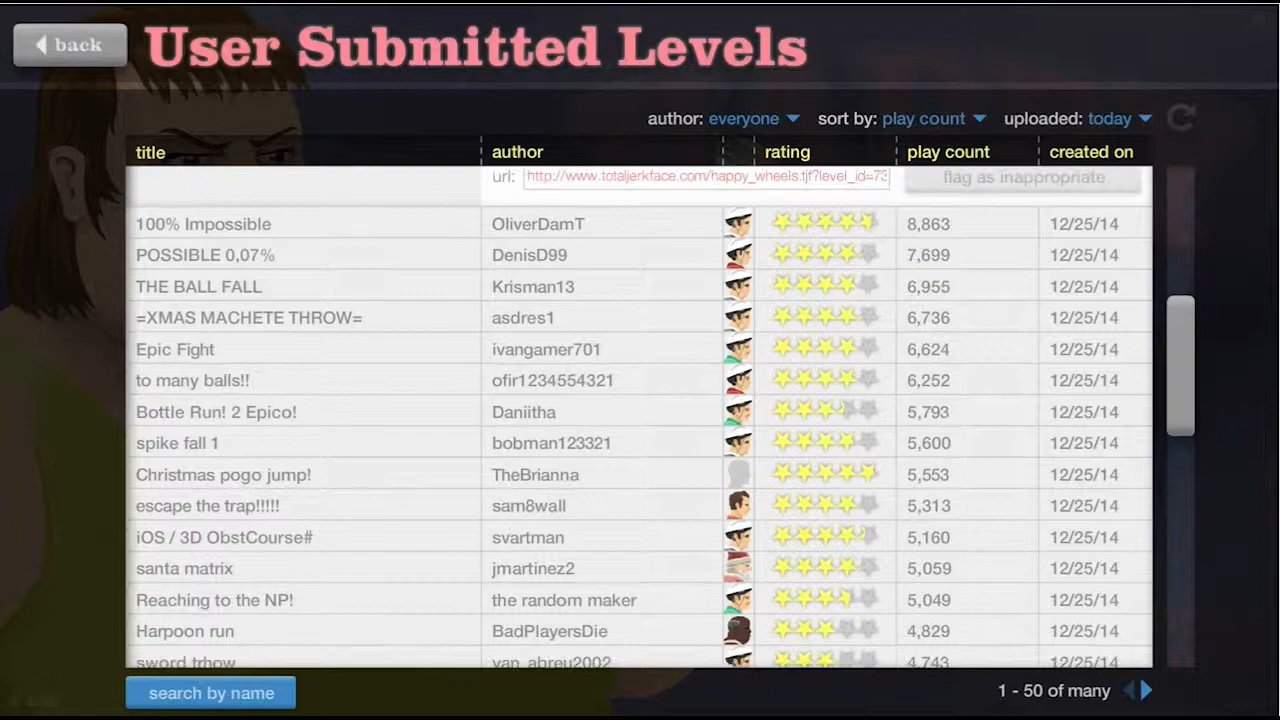 back User Submitted Levels
author: everyone sort by: play count uploaded: today
title author rating play count created on
url: http://www.totaljerkface.com/happy_wheels.tjf?level_id=73 flag as inappropriate
100% Impossible OliverDamT 8,863 12/25/14
POSSIBLE 0,07% DenisD99 7,699 12/25/14
THE BALL FALL Krisman13 6,955 12/25/14
=XMAS MACHETE THROW= asdres1 6,736 12/25/14
Epic Fight ivangamer701 6,624 12/25/14
to many balls!! ofir1234554321 6,252 12/25/14
Bottle Run! 2 Epico! Daniitha 5,793 12/25/14
spike fall 1 bobman123321 5,600 12/25/14
Christmas pogo jump! TheBrianna 5,553 12/25/14
escape the trap!!!!! sam8wall 5,313 12/25/14
iOS / 3D ObstCourse# svartman 5,160 12/25/14
santa matrix jmartinez2 5,059 12/25/14
Reaching to the NP! the random maker 5,049 12/25/14
Harpoon run BadPlayersDie 4,829 12/25/14
sword trhow van_abreu2002 4,743 12/25/14
search by name 1 - 50 of many